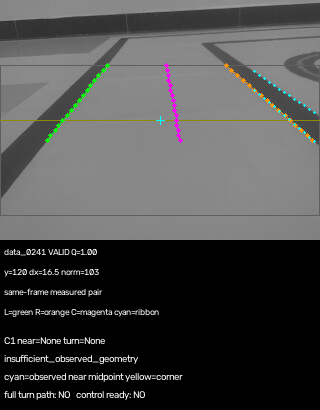 data_0241 VALID Q=1.00
y=120 dx=16.5 norm=103
same-frame measured pair
L=green R=orange C=magenta cyan=ribbon
C1 near=None turn=None
insufficient_observed_geometry
cyan=observed near midpoint yellow=corner
full turn path: NO control ready: NO